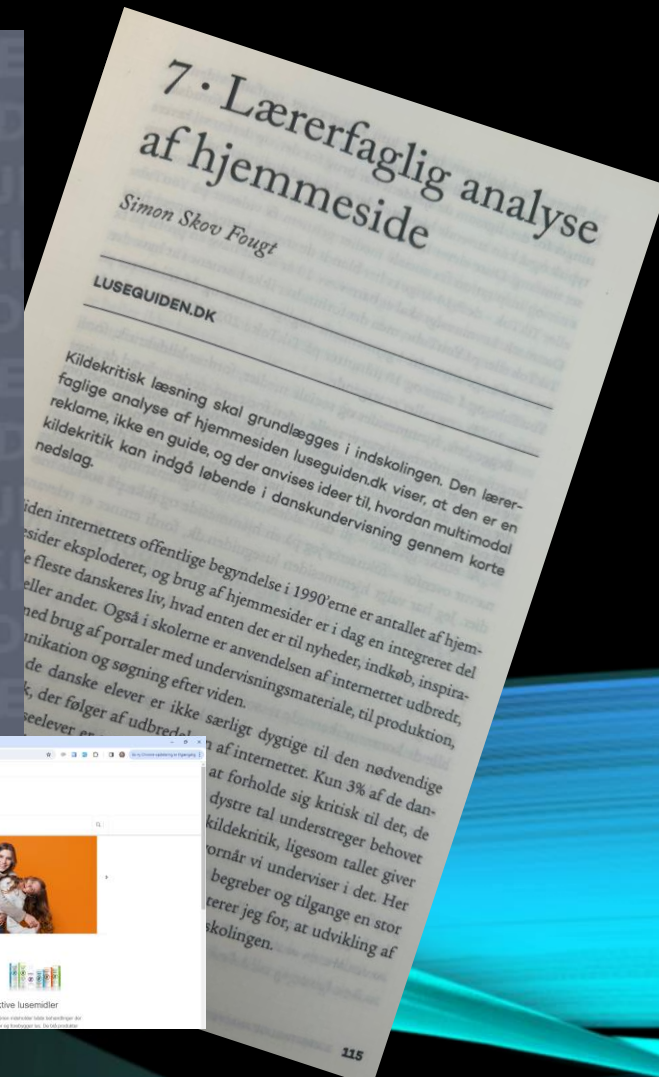 7 · Lærerfaglig analyse
af hjemmeside
Simon Skov Fougt
LUSEGUIDEN.DK
Kildekritisk læsning skal grundlægges i indskolingen. Den lærer-
faglige analyse af hjemmesiden luseguiden.dk viser, at den er en
reklame, ikke en guide, og der anvises ideer til, hvordan multimodal
kildekritik kan indgå løbende i danskundervisning gennem korte
nedslag.
iden internettets offentlige begyndelse i 1990'erne er antallet af hjem-
esider eksploderet, og brug af hjemmesider er i dag en integreret del
e fleste danskeres liv, hvad enten det er til nyheder, indkøb, inspira-
eller andet. Også i skolerne er anvendelsen af internettet udbredt,
ned brug af portaler med undervisningsmateriale, til produktion,
unikation og søgning efter viden.
de danske elever er ikke særligt dygtige til den nødvendige
k, der følger af udbredelsen af internettet. Kun 3% af de dan-
seelever er at forholde sig kritisk til det, de
dystre tal understreger behovet
kildekritik, ligesom tallet giver
vornår vi underviser i det. Her
begreber og tilgange en stor
terer jeg for, at udvikling af
skolingen.
115
ktive lusemidler